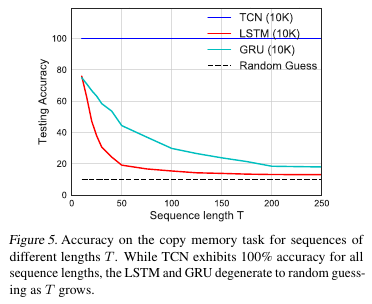 TCN (10K)
LSTM (10K)
GRU (10K)
Random Guess
100
80
60
40
20
0
Testing Accuracy
0 50 100 150 200 250
Sequence length T
Figure 5. Accuracy on the copy memory task for sequences of
different lengths T. While TCN exhibits 100% accuracy for all
sequence lengths, the LSTM and GRU degenerate to random guess-
ing as T grows.